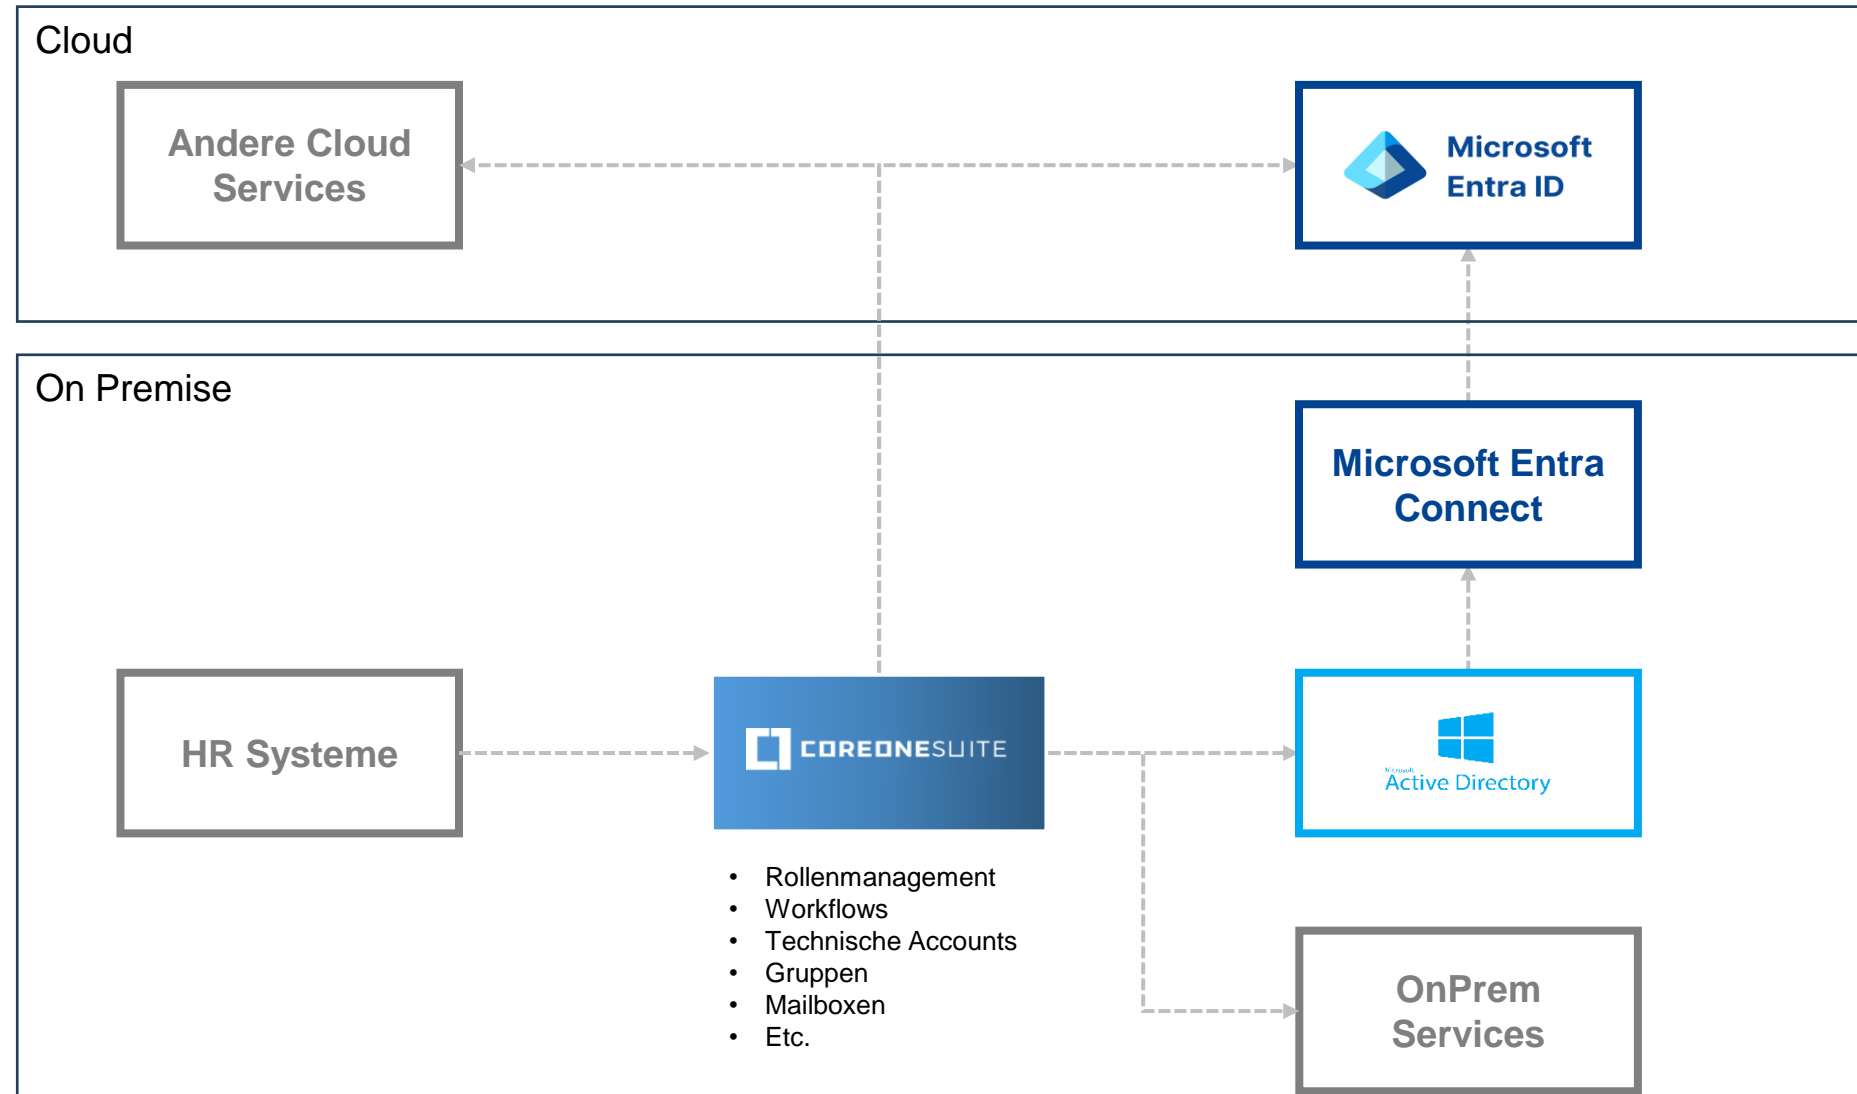 Cloud
Andere Cloud
Services
Microsoft
Entra ID
On Premise
Microsoft Entra
Connect
HR Systeme
COREONESUITE
Microsoft
Active Directory
• Rollenmanagement
• Workflows
• Technische Accounts
• Gruppen
• Mailboxen
• Etc.
OnPrem
Services